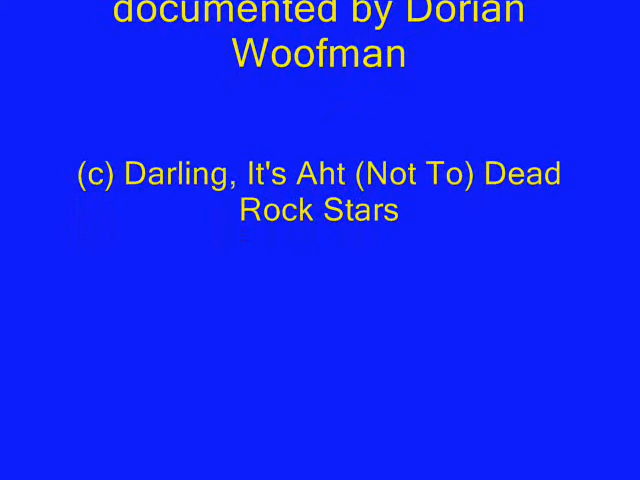 documented by Dorian
Woofman
(c) Darling, It's Aht (Not To) Dead
Rock Stars